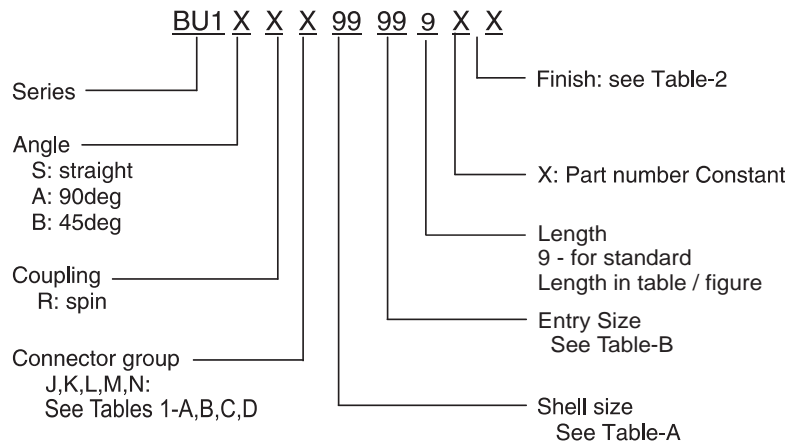 BU1 X X X 99 99 9 X X
Series
Angle
S: straight
A: 90deg
B: 45deg
Coupling
R: spin
Connector group
J,K,L,M,N:
See Tables 1-A,B,C,D
Finish: see Table-2
X: Part number Constant
Length
9 - for standard
Length in table / figure
Entry Size
See Table-B
Shell size
See Table-A